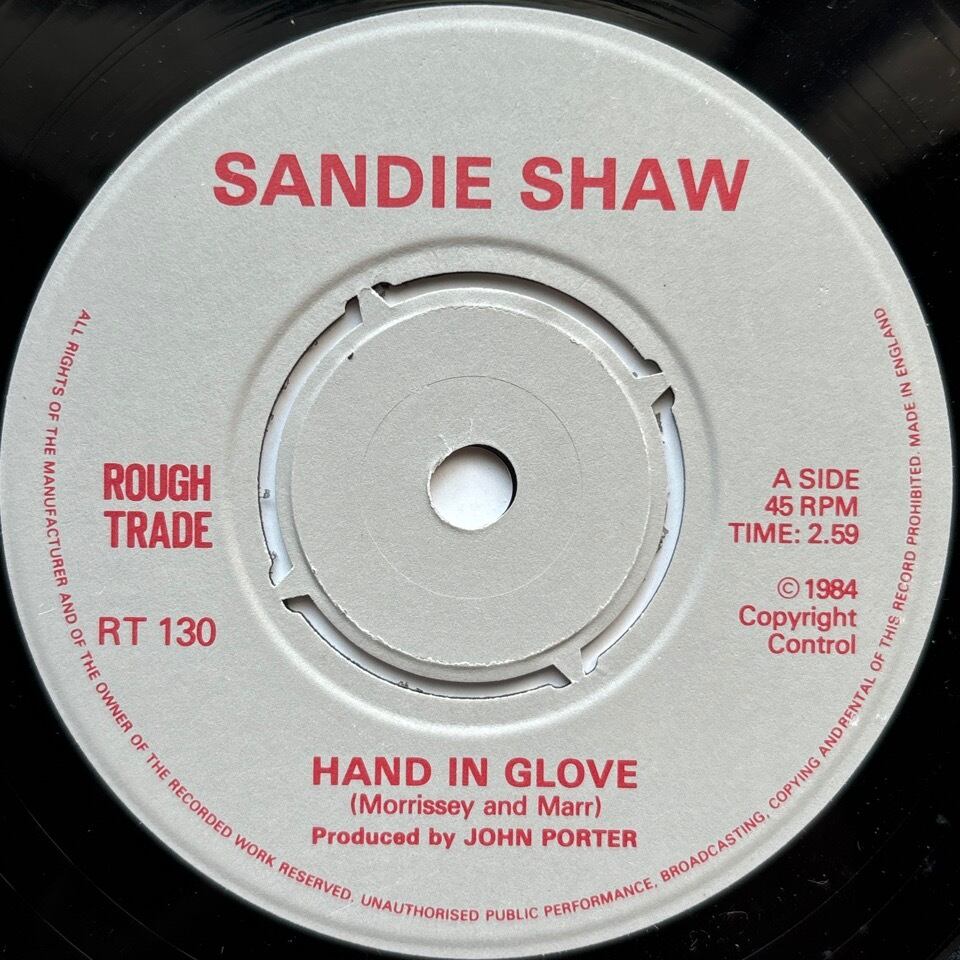 SANDIE SHAW
ROUGH
TRADE
RT 130
A SIDE
45 RPM
TIME: 2.59
© 1984
Copyright
Control
HAND IN GLOVE
(Morrissey and Marr)
Produced by JOHN PORTER
ALL RIGHTS OF THE MANUFACTURER AND OF THE OWNER OF THE RECORDED WORK RESERVED. UNAUTHORISED PUBLIC PERFORMANCE, BROADCASTING, COPYING ANDRENTAL OF THIS RECORD PROHIBITED. MADE IN ENGLAND